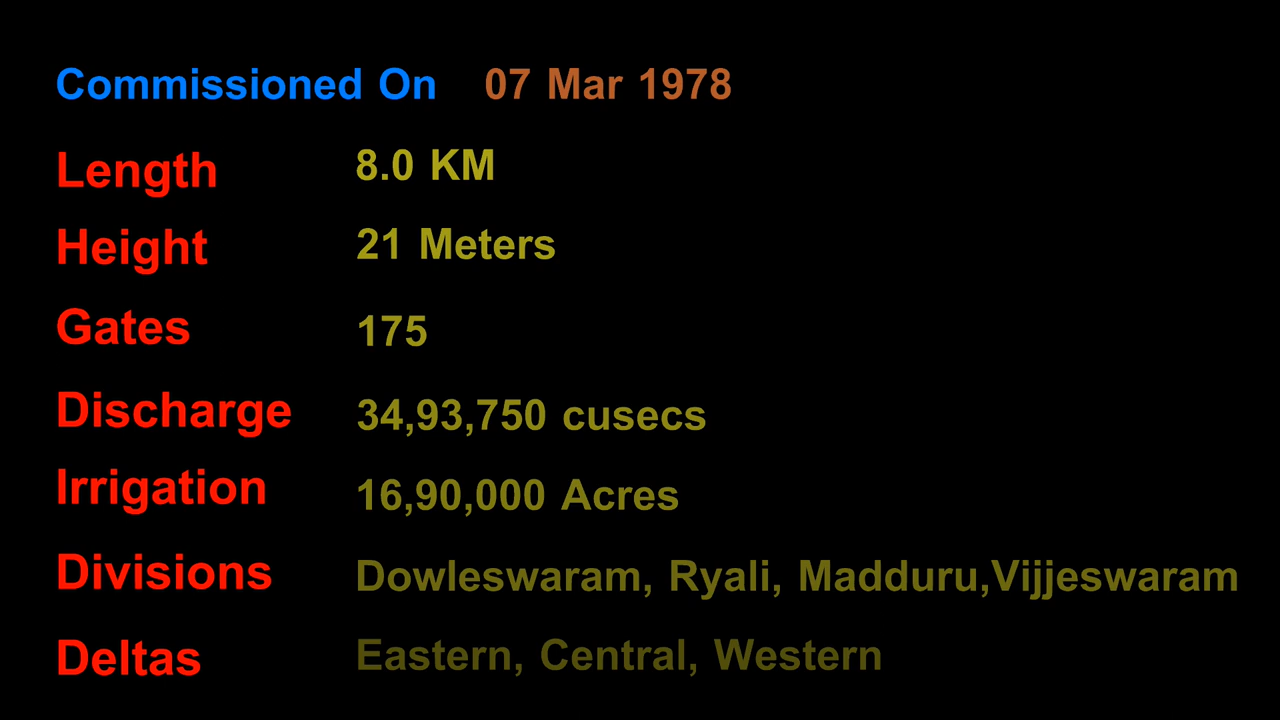 Commissioned On 07 Mar 1978
Length 8.0 KM
Height 21 Meters
Gates 175
Discharge 34,93,750 cusecs
Irrigation 16,90,000 Acres
Divisions Dowleswaram, Ryali, Madduru,Vijjeswaram
Deltas Eastern, Central, Western